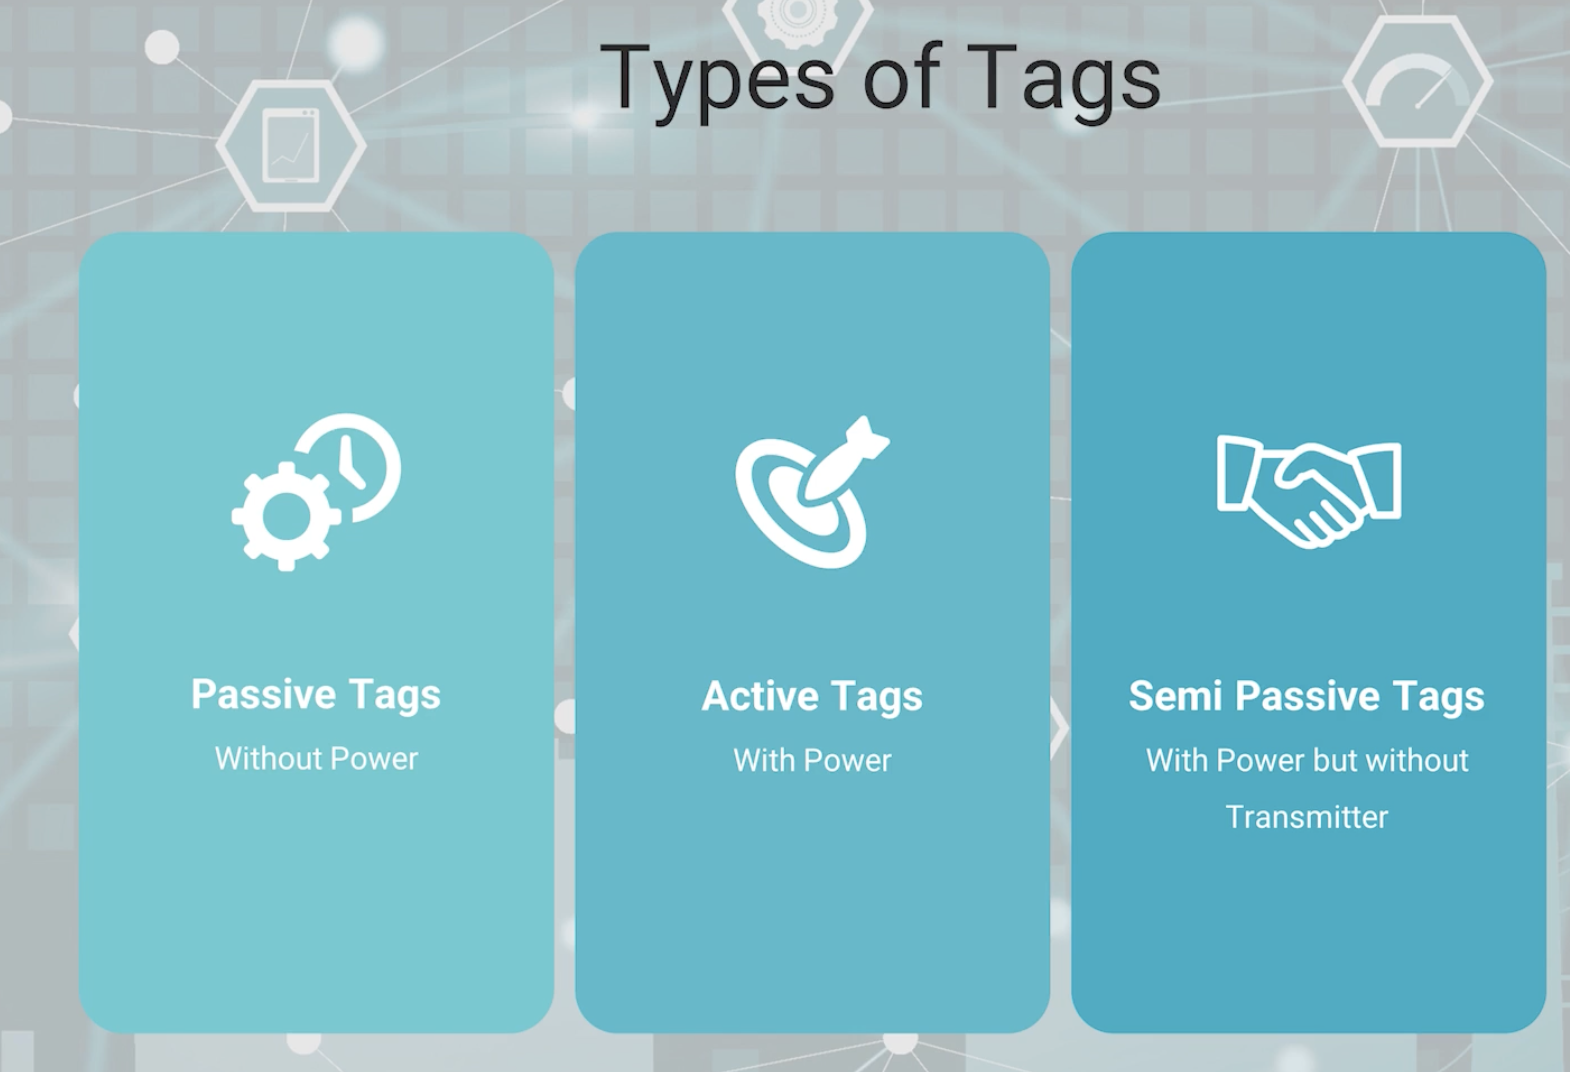 Types of Tags
Passive Tags
Without Power
Active Tags
With Power
Semi Passive Tags
With Power but without
Transmitter